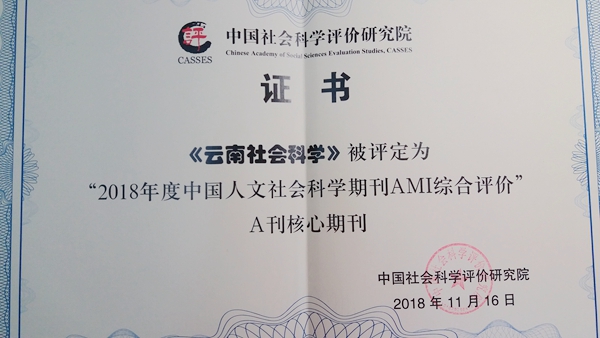 中国社会科学评价研究院
Chinese Academy of Social Sciences Evaluation Studies, CASSES
CASSES
证书
《云南社会科学》被评定为
“2018年度中国人文社会科学期刊AMI综合评价”
A刊核心期刊
中国社会科学评价研究院
2018 年 11 月 16 日